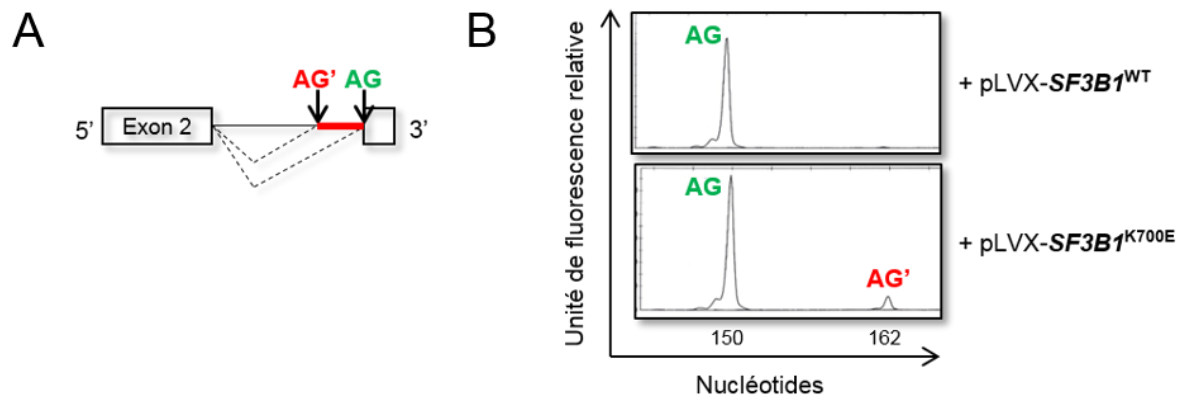 A
AG’ AG
5’ Exon 2 3’
B
Unité de fluorescence relative
AG
+ pLVX-SF3B1WT
AG
AG’
+ pLVX-SF3B1K700E
150 162
Nucléotides